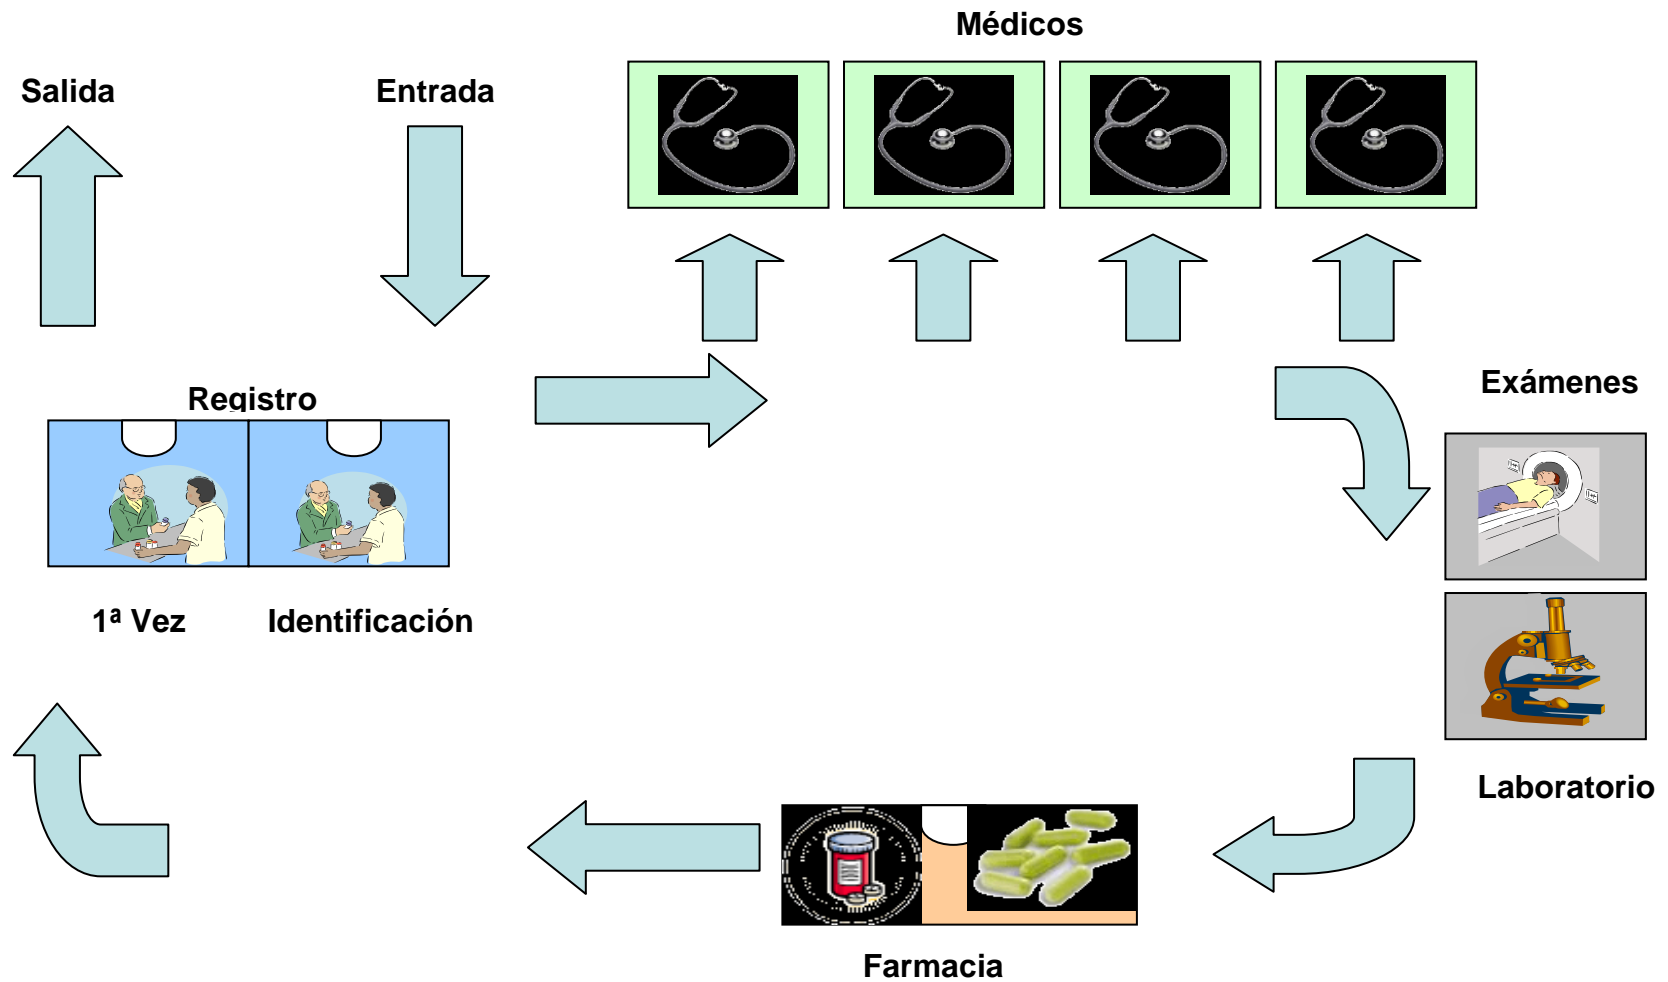 Médicos
Salida
Entrada
Exámenes
Registro
1ª Vez
Identificación
Laboratorio
Farmacia